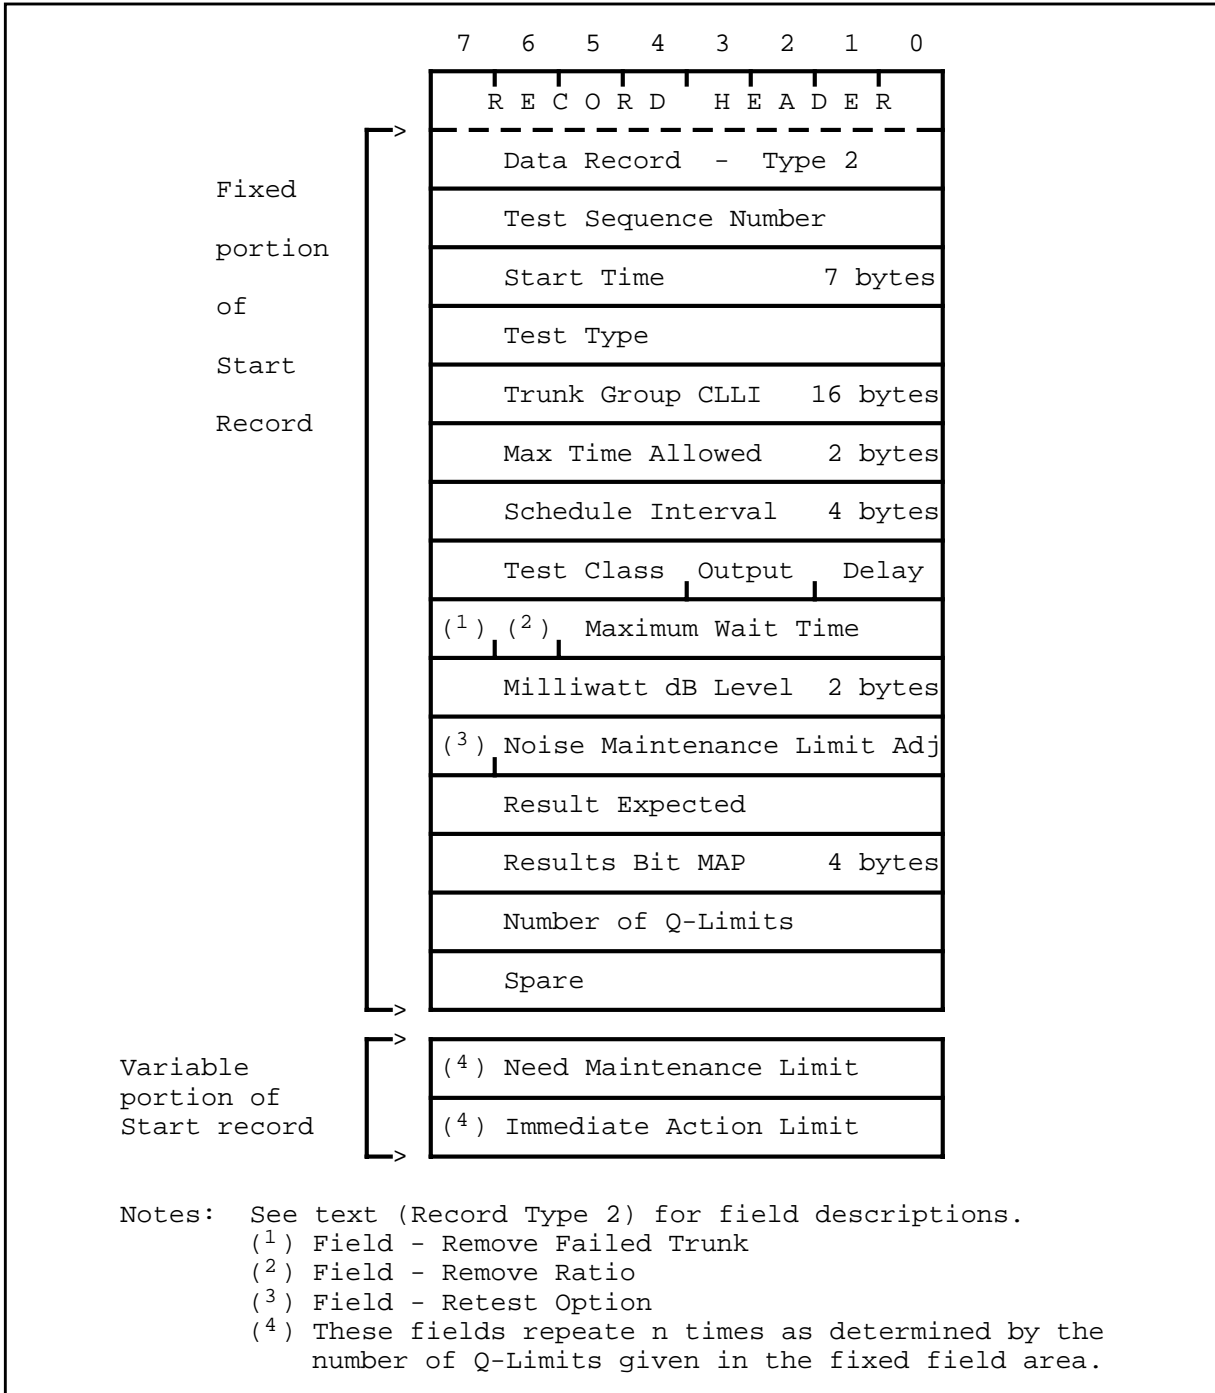 7 6 5 4 3 2 1 0
R E C O R D  H E A D E R
>
Data Record - Type 2
Fixed
Test Sequence Number
portion
Start Time 7 bytes
of
Test Type
Start
Trunk Group CLLI 16 bytes
Record
Max Time Allowed 2 bytes
Schedule Interval 4 bytes
Test Class Output Delay
(1) (2) Maximum Wait Time
Milliwatt dB Level 2 bytes
(3) Noise Maintenance Limit Adj
Result Expected
Results Bit MAP 4 bytes
Number of Q-Limits
Spare
>
>
Variable (4) Need Maintenance Limit
portion of
Start record (4) Immediate Action Limit
>
Notes: See text (Record Type 2) for field descriptions.
(1) Field - Remove Failed Trunk
(2) Field - Remove Ratio
(3) Field - Retest Option
(4) These fields repeat n times as determined by the
number of Q-Limits given in the fixed field area.